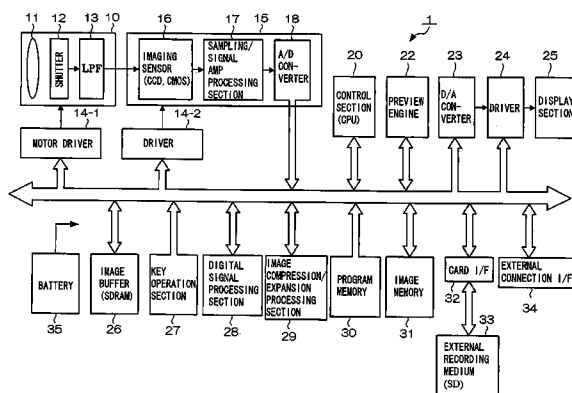 1
11
12
13
10
16
17
15
18
SHUTTER
LPF
IMAGING
SENSOR
(CCD, CMOS)
SAMPLING/
SIGNAL
AMP
PROCESSING
SECTION
A/D
CON-
VERTER
14-1
14-2
MOTOR DRIVER
DRIVER
20
22
23
24
25
CONTROL
SECTION
(CPU)
PREVIEW
ENGINE
D/A
CON-
VERTER
DRIVER
DISPLAY
SECTION
BATTERY
35
IMAGE
BUFFER
(SDRAM)
26
KEY
OPERATION
SECTION
27
DIGITAL
SIGNAL
PROCESSING
SECTION
28
IMAGE
COMPRESSION/
EXPANSION
PROCESSING
SECTION
29
PROGRAM
MEMORY
30
IMAGE
MEMORY
31
CARD I/F
32
EXTERNAL
CONNECTION I/F
34
33
EXTERNAL
RECORDING
MEDIUM
(SD)